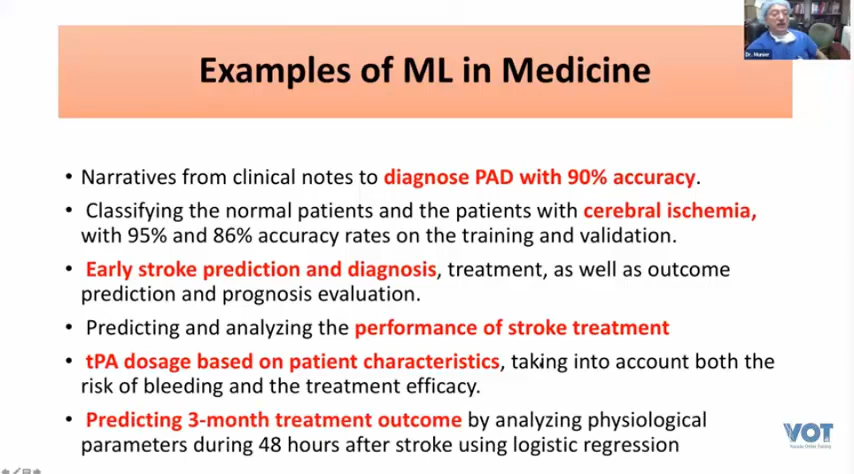 Examples of ML in Medicine
Dr. Munier
• Narratives from clinical notes to diagnose PAD with 90% accuracy.
• Classifying the normal patients and the patients with cerebral ischemia,
with 95% and 86% accuracy rates on the training and validation.
• Early stroke prediction and diagnosis, treatment, as well as outcome
prediction and prognosis evaluation.
• Predicting and analyzing the performance of stroke treatment
• tPA dosage based on patient characteristics, taking into account both the
risk of bleeding and the treatment efficacy.
• Predicting 3-month treatment outcome by analyzing physiological
parameters during 48 hours after stroke using logistic regression
VOT
Vascular Online Training